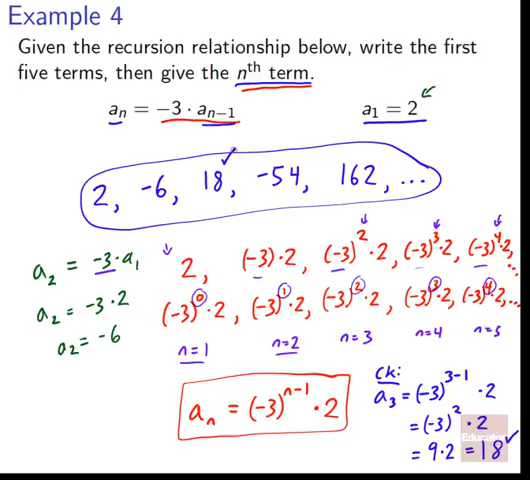 Example 4
Given the recursion relationship below, write the first
five terms, then give the nᵗʰ term.
aₙ = −3 · aₙ₋₁    a₁ = 2
2, -6, 18, -54, 162, ...
a₂ = -3·a₁
a₂ = -3·2
a₂ = -6
2, (-3)·2, (-3)²·2, (-3)³·2, (-3)⁴·2, ...
(-3)⁰·2, (-3)¹·2, (-3)²·2, (-3)³·2, (-3)⁴·2, ...
n=1 n=2 n=3 n=4 n=5
aₙ = (-3)ⁿ⁻¹·2
ck:
a₃ = (-3)³⁻¹·2
= (-3)²·2
= 9·2 = 18